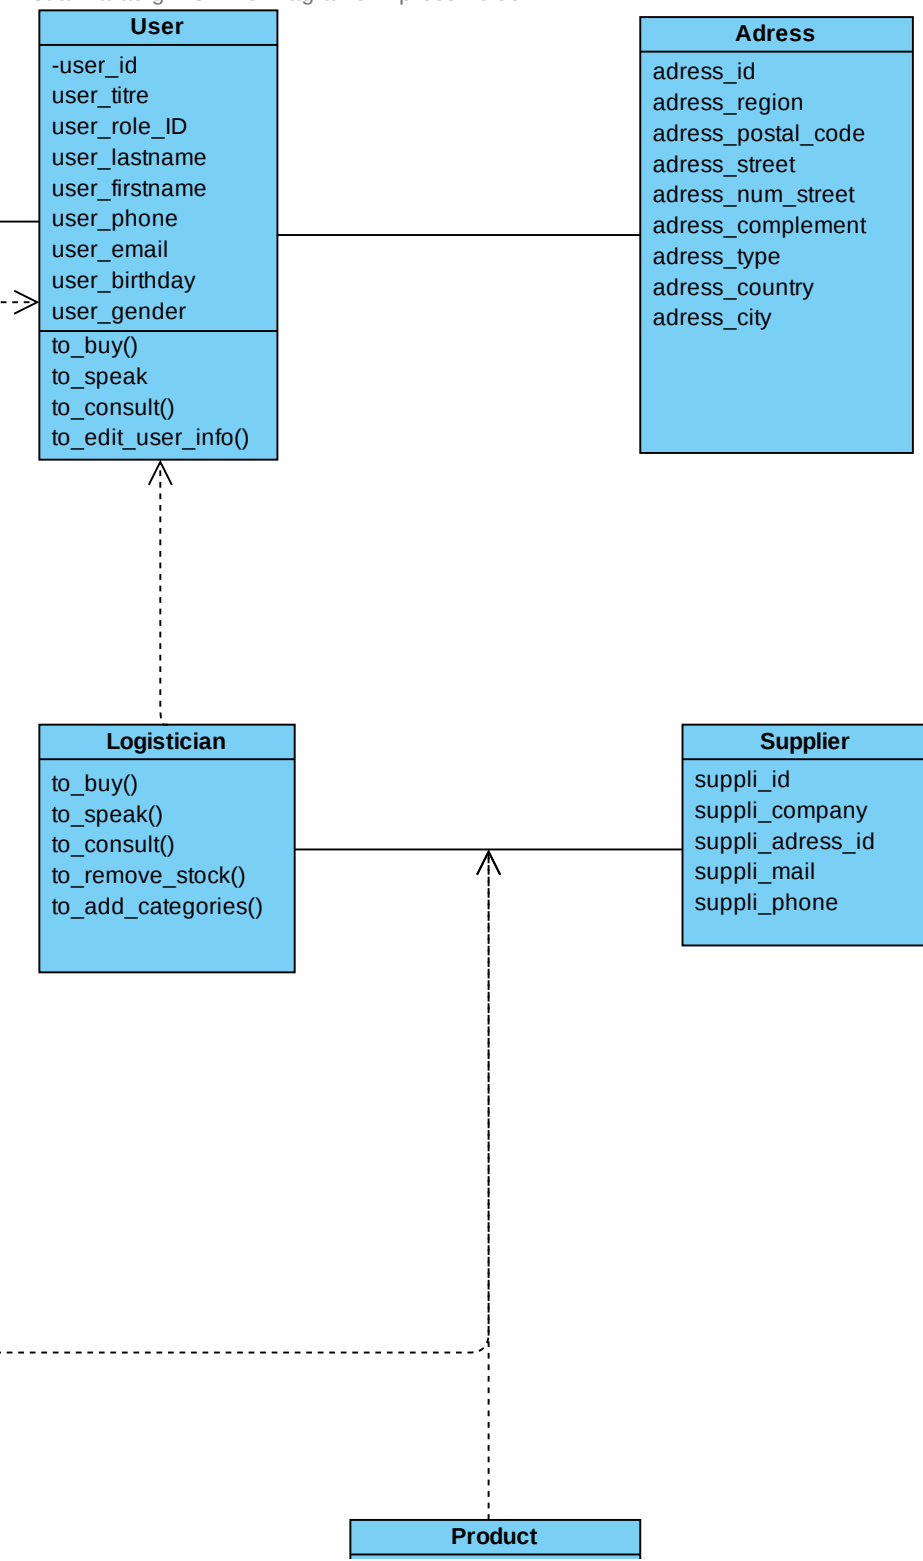 User
-user_id
user_titre
user_role_ID
user_lastname
user_firstname
user_phone
user_email
user_birthday
user_gender
to_buy()
to_speak
to_consult()
to_edit_user_info()
Adress
adress_id
adress_region
adress_postal_code
adress_street
adress_num_street
adress_complement
adress_type
adress_country
adress_city
Logistician
to_buy()
to_speak()
to_consult()
to_remove_stock()
to_add_categories()
Supplier
suppli_id
suppli_company
suppli_adress_id
suppli_mail
suppli_phone
Product